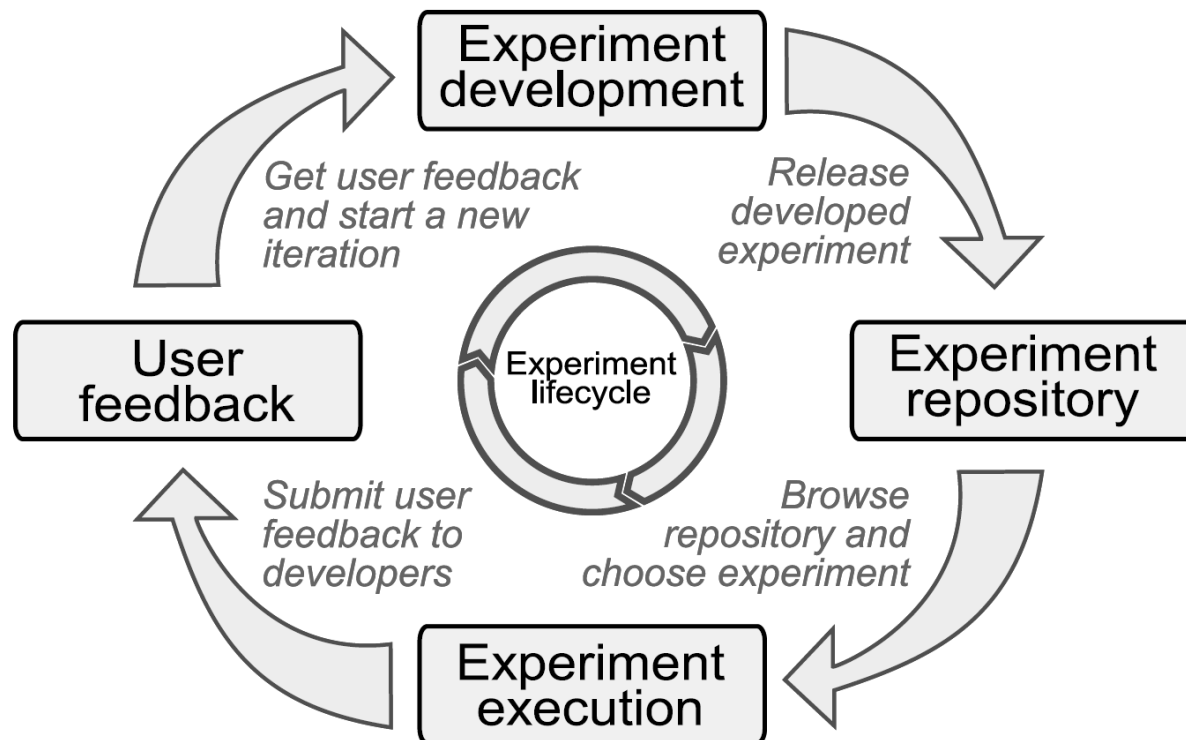 Experiment
development
Get user feedback
and start a new
iteration
Release
developed
experiment
User
feedback
Experiment
lifecycle
Experiment
repository
Submit user
feedback to
developers
Browse
repository and
choose experiment
Experiment
execution